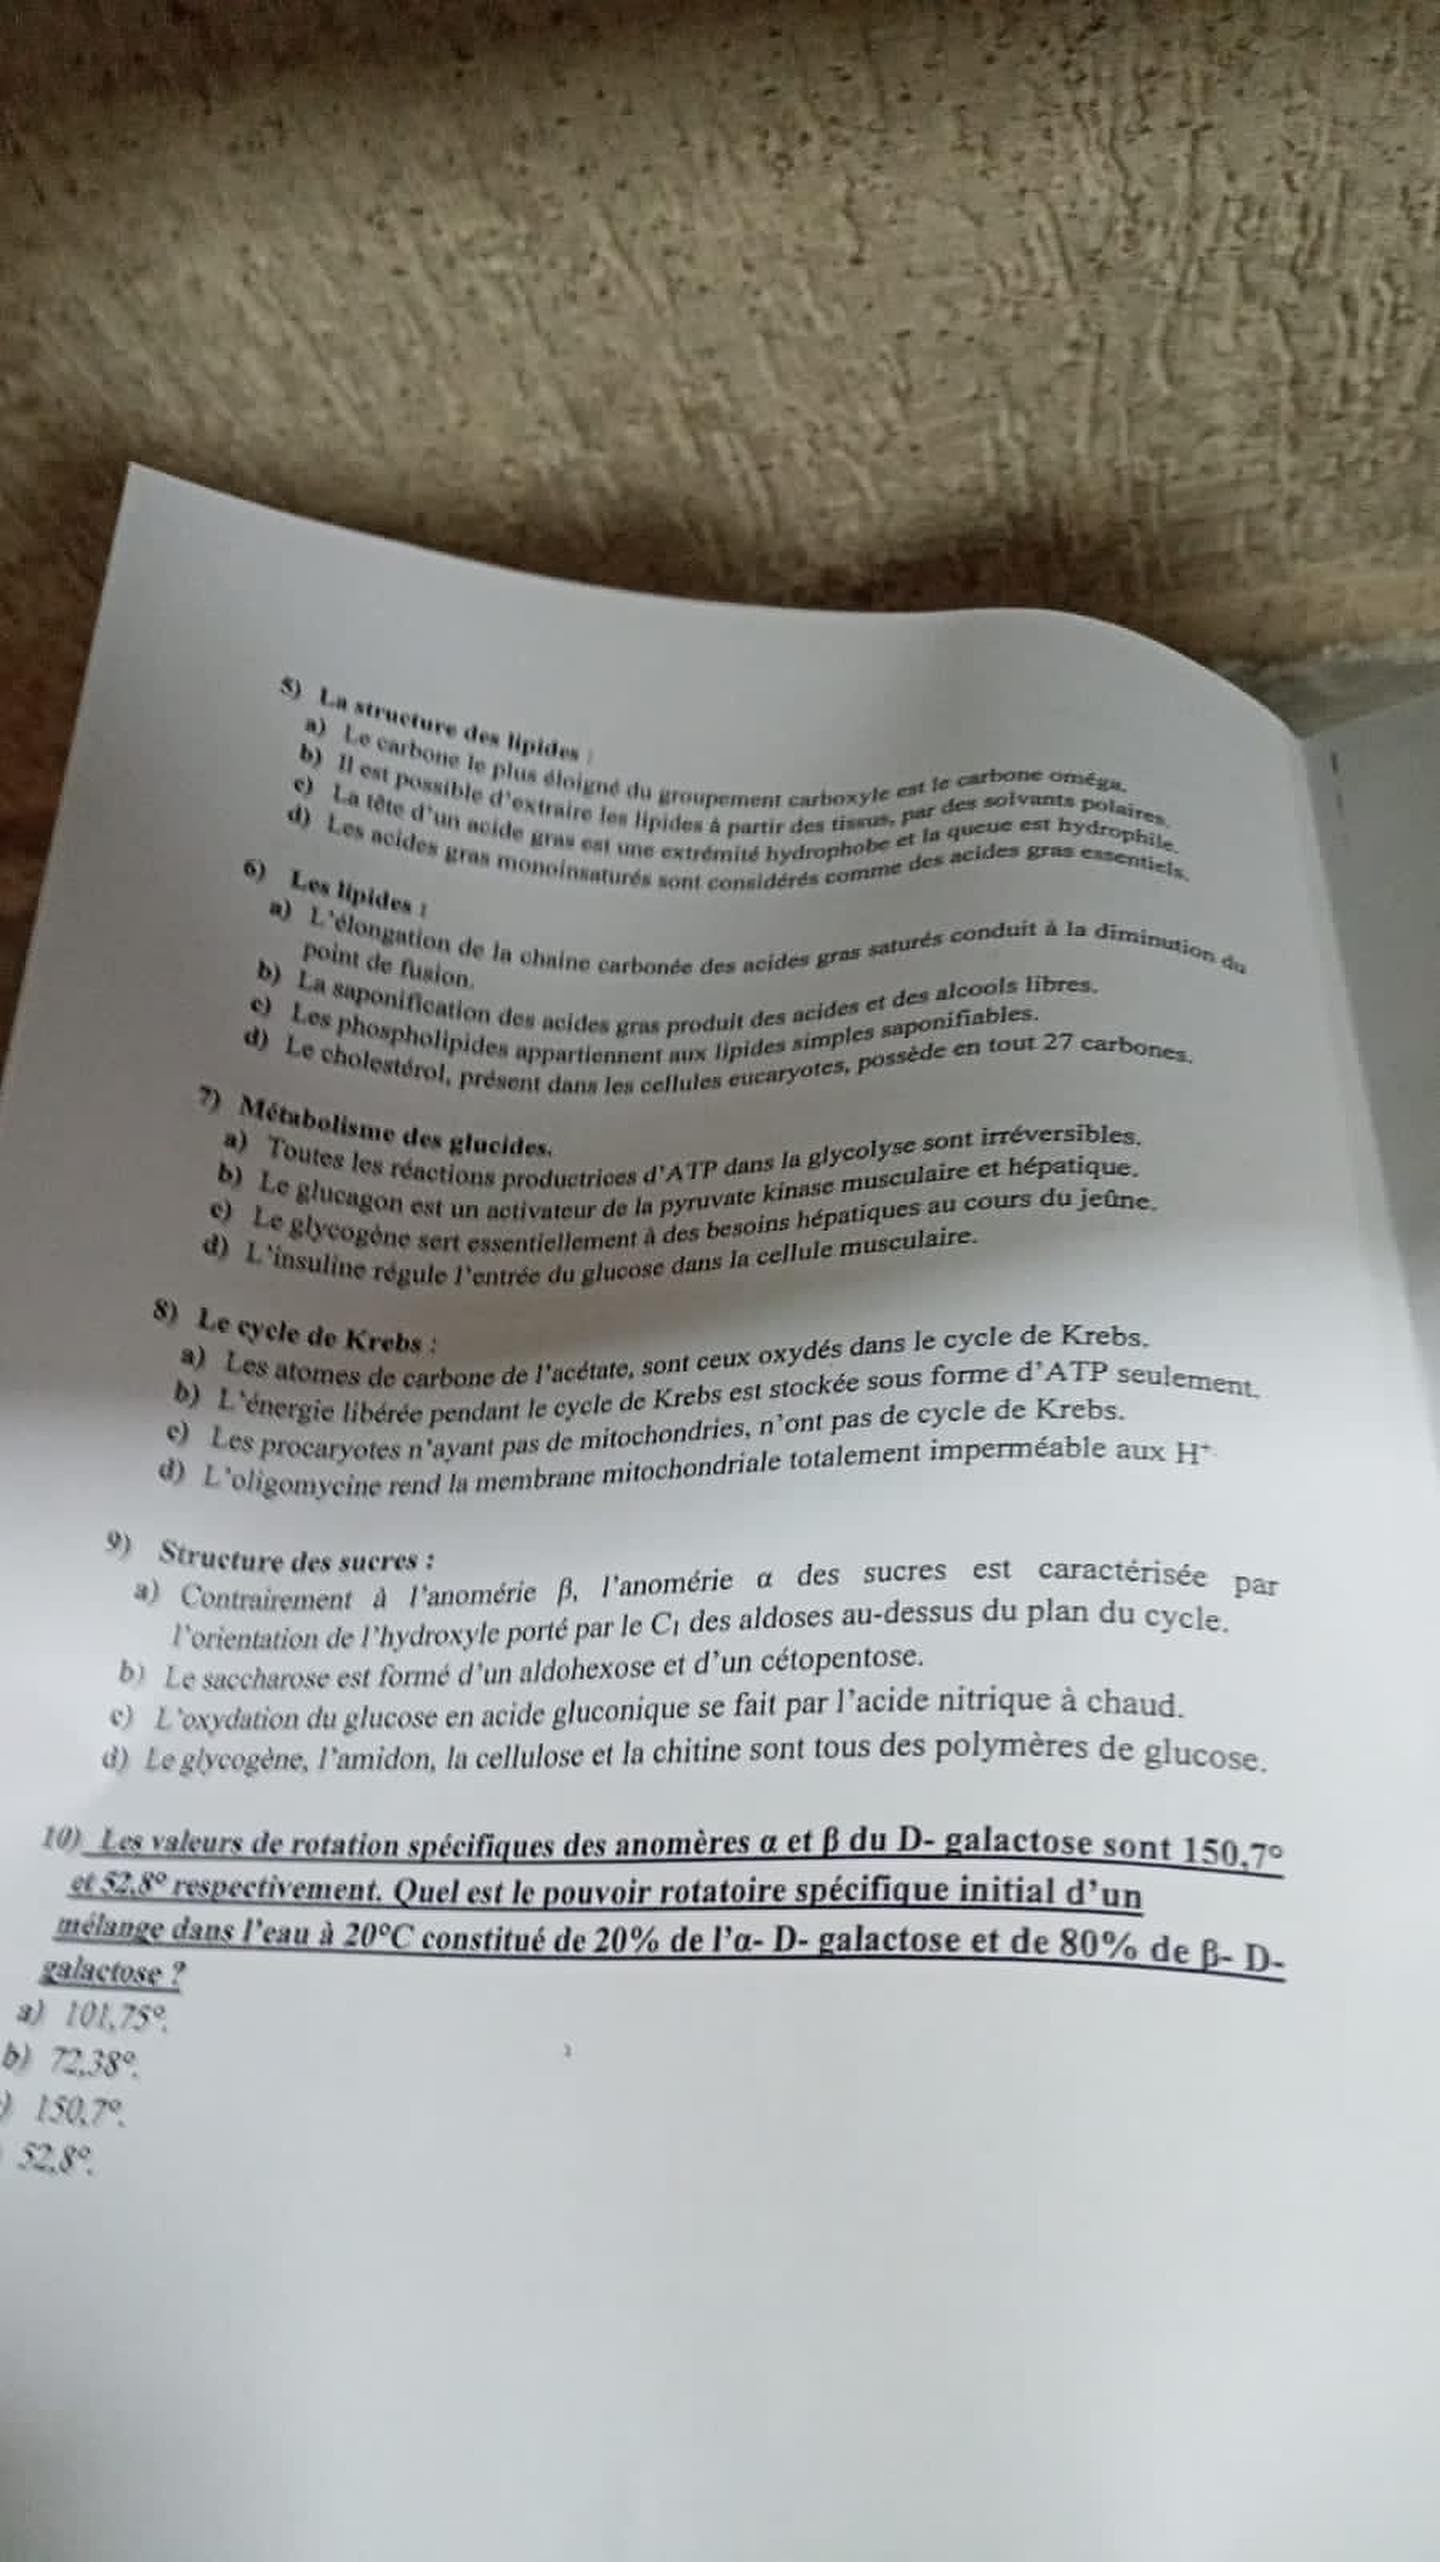 5) La structure des lipides :
a) Le carbone le plus éloigné du groupement carboxyle est le carbone oméga.
b) Il est possible d'extraire les lipides à partir des tissus, par des solvants polaires.
c) La tête d'un acide gras est une extrémité hydrophobe et la queue est hydrophile.
d) Les acides gras monoinsaturés sont considérés comme des acides gras essentiels.
6) Les lipides :
a) L'élongation de la chaine carbonée des acides gras saturés conduit à la diminution du
point de fusion.
b) La saponification des acides gras produit des acides et des alcools libres.
c) Les phospholipides appartiennent aux lipides simples saponifiables.
d) Le cholestérol, présent dans les cellules eucaryotes, possède en tout 27 carbones.
7) Métabolisme des glucides.
a) Toutes les réactions productrices d'ATP dans la glycolyse sont irréversibles.
b) Le glucagon est un activateur de la pyruvate kinase musculaire et hépatique.
c) Le glycogène sert essentiellement à des besoins hépatiques au cours du jeûne.
d) L'insuline régule l'entrée du glucose dans la cellule musculaire.
8) Le cycle de Krebs :
a) Les atomes de carbone de l'acétate, sont ceux oxydés dans le cycle de Krebs.
b) L'énergie libérée pendant le cycle de Krebs est stockée sous forme d'ATP seulement.
c) Les procaryotes n'ayant pas de mitochondries, n'ont pas de cycle de Krebs.
d) L'oligomycine rend la membrane mitochondriale totalement imperméable aux H⁺.
9) Structure des sucres :
a) Contrairement à l'anomérie β, l'anomérie α des sucres est caractérisée par
l'orientation de l'hydroxyle porté par le C₁ des aldoses au-dessus du plan du cycle.
b) Le saccharose est formé d'un aldohexose et d'un cétopentose.
c) L'oxydation du glucose en acide gluconique se fait par l'acide nitrique à chaud.
d) Le glycogène, l'amidon, la cellulose et la chitine sont tous des polymères de glucose.
10) Les valeurs de rotation spécifiques des anomères α et β du D- galactose sont 150,7°
et 52,8° respectivement. Quel est le pouvoir rotatoire spécifique initial d'un
mélange dans l'eau à 20°C constitué de 20% de l'α- D- galactose et de 80% de β- D-
galactose ?
a) 101,75°.
b) 72,38°.
) 150,7°.
52,8°.